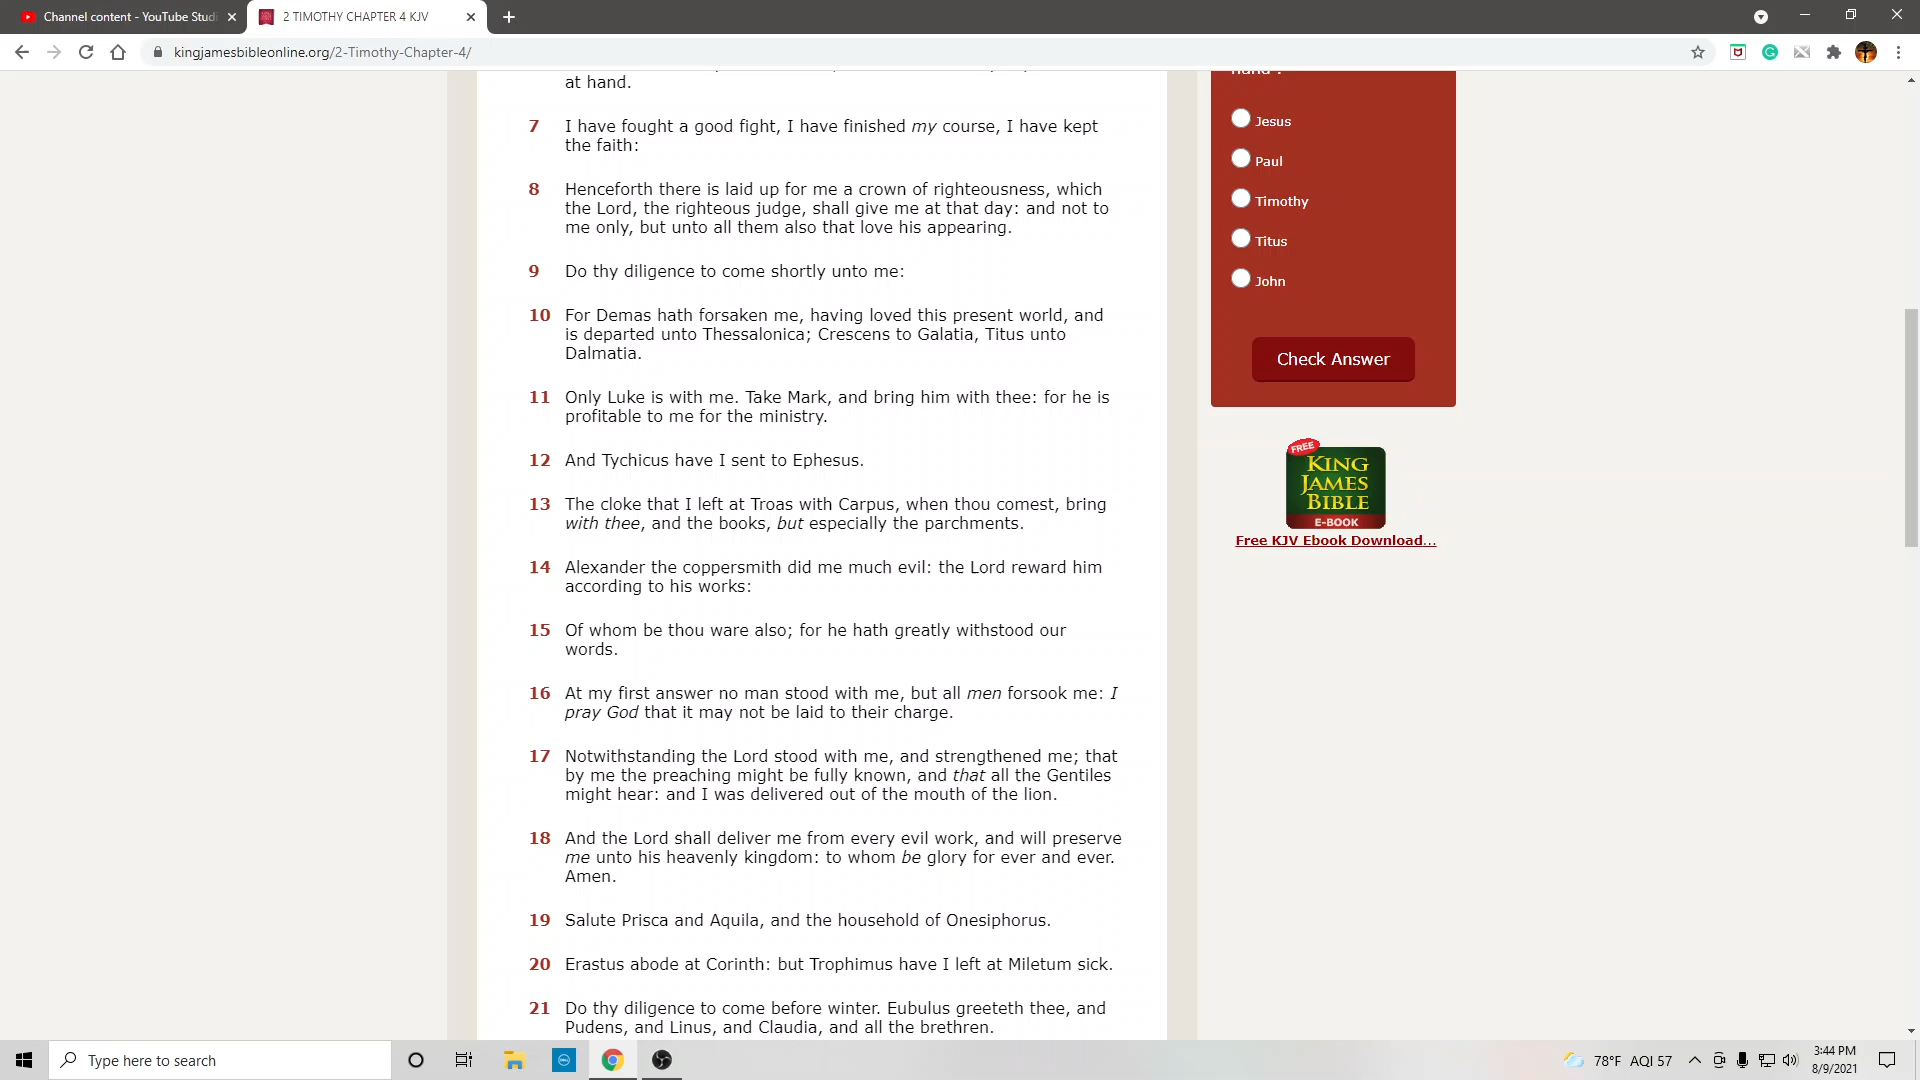 Channel content - YouTube Studi
2 TIMOTHY CHAPTER 4 KJV
kingjamesbibleonline.org/2-Timothy-Chapter-4/
at hand.
7 I have fought a good fight, I have finished my course, I have kept
the faith:
8 Henceforth there is laid up for me a crown of righteousness, which
the Lord, the righteous judge, shall give me at that day: and not to
me only, but unto all them also that love his appearing.
9 Do thy diligence to come shortly unto me:
10 For Demas hath forsaken me, having loved this present world, and
is departed unto Thessalonica; Crescens to Galatia, Titus unto
Dalmatia.
11 Only Luke is with me. Take Mark, and bring him with thee: for he is
profitable to me for the ministry.
12 And Tychicus have I sent to Ephesus.
13 The cloke that I left at Troas with Carpus, when thou comest, bring
with thee, and the books, but especially the parchments.
14 Alexander the coppersmith did me much evil: the Lord reward him
according to his works:
15 Of whom be thou ware also; for he hath greatly withstood our
words.
16 At my first answer no man stood with me, but all men forsook me: I
pray God that it may not be laid to their charge.
17 Notwithstanding the Lord stood with me, and strengthened me; that
by me the preaching might be fully known, and that all the Gentiles
might hear: and I was delivered out of the mouth of the lion.
18 And the Lord shall deliver me from every evil work, and will preserve
me unto his heavenly kingdom: to whom be glory for ever and ever.
Amen.
19 Salute Prisca and Aquila, and the household of Onesiphorus.
20 Erastus abode at Corinth: but Trophimus have I left at Miletum sick.
21 Do thy diligence to come before winter. Eubulus greeteth thee, and
Pudens, and Linus, and Claudia, and all the brethren.
Jesus
Paul
Timothy
Titus
John
Check Answer
FREE
KING
JAMES
BIBLE
E-BOOK
Free KJV Ebook Download...
Type here to search
78°F AQI 57
3:44 PM
8/9/2021